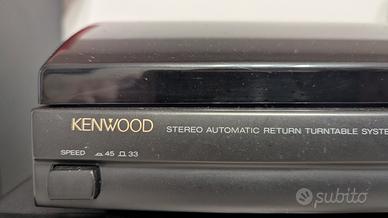 KENWOOD STEREO AUTOMATIC RETURN TURNTABLE SYSTE
SPEED 45 33
subito